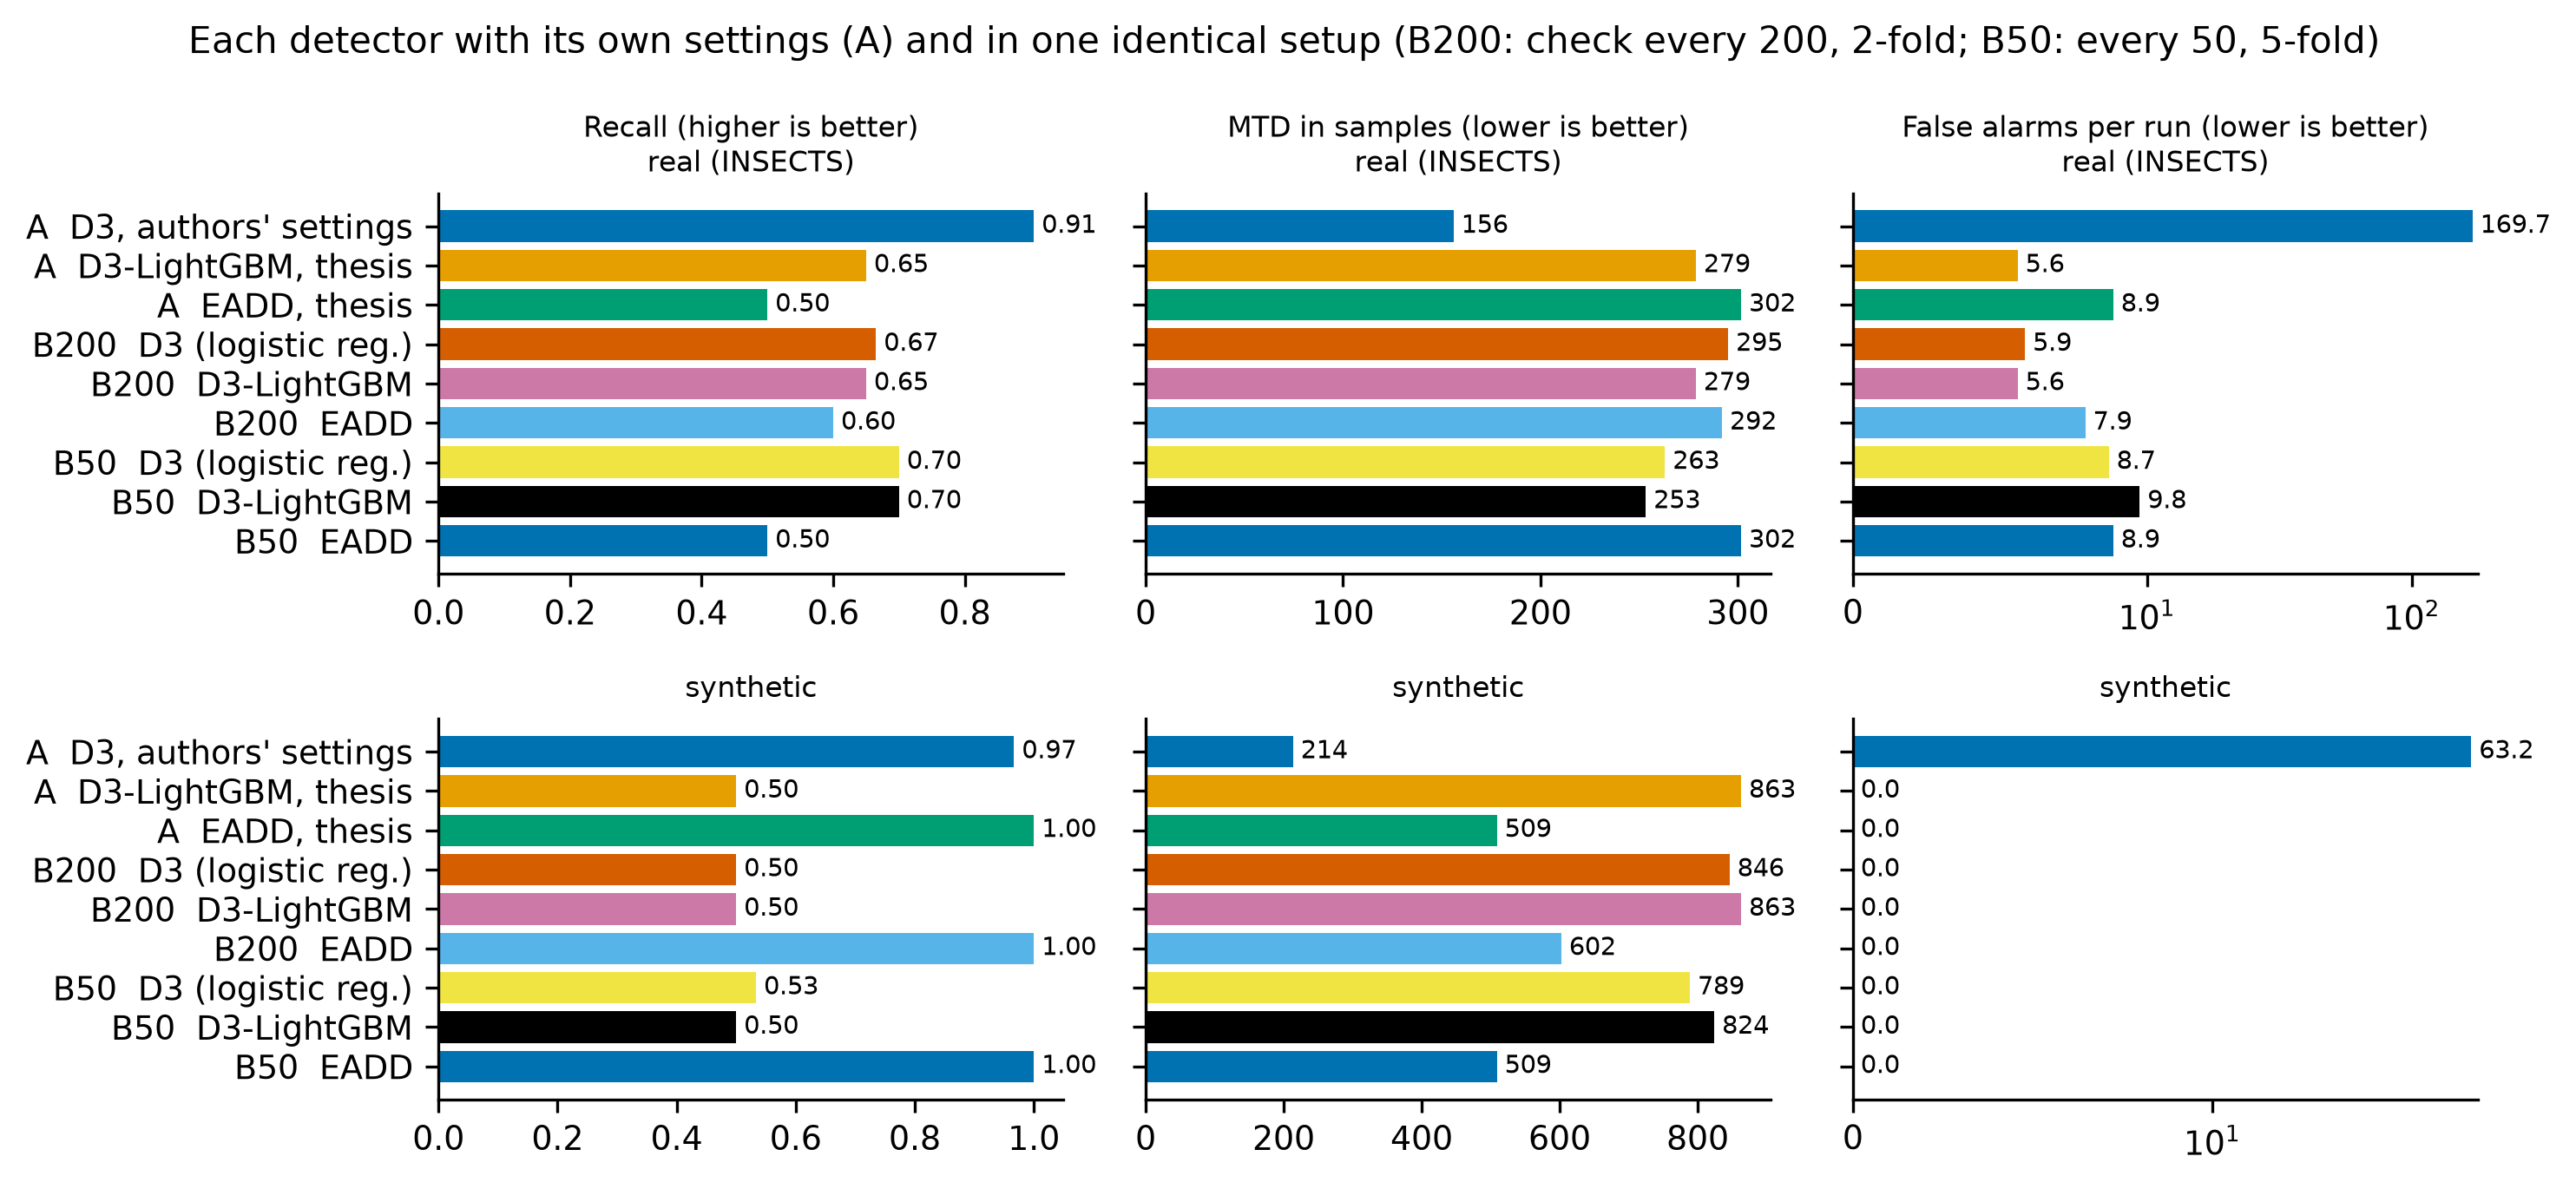 Each detector with its own settings (A) and in one identical setup (B200: check every 200, 2-fold; B50: every 50, 5-fold)
Recall (higher is better)
real (INSECTS)
MTD in samples (lower is better)
real (INSECTS)
False alarms per run (lower is better)
real (INSECTS)
A D3, authors' settings 0.91 156 169.7
A D3-LightGBM, thesis 0.65 279 5.6
A EADD, thesis 0.50 302 8.9
B200 D3 (logistic reg.) 0.67 295 5.9
B200 D3-LightGBM 0.65 279 5.6
B200 EADD 0.60 292 7.9
B50 D3 (logistic reg.) 0.70 263 8.7
B50 D3-LightGBM 0.70 253 9.8
B50 EADD 0.50 302 8.9
0.0 0.2 0.4 0.6 0.8 0 100 200 300 0 10¹ 10²
synthetic synthetic synthetic
A D3, authors' settings 0.97 214 63.2
A D3-LightGBM, thesis 0.50 863 0.0
A EADD, thesis 1.00 509 0.0
B200 D3 (logistic reg.) 0.50 846 0.0
B200 D3-LightGBM 0.50 863 0.0
B200 EADD 1.00 602 0.0
B50 D3 (logistic reg.) 0.53 789 0.0
B50 D3-LightGBM 0.50 824 0.0
B50 EADD 1.00 509 0.0
0.0 0.2 0.4 0.6 0.8 1.0 0 200 400 600 800 0 10¹